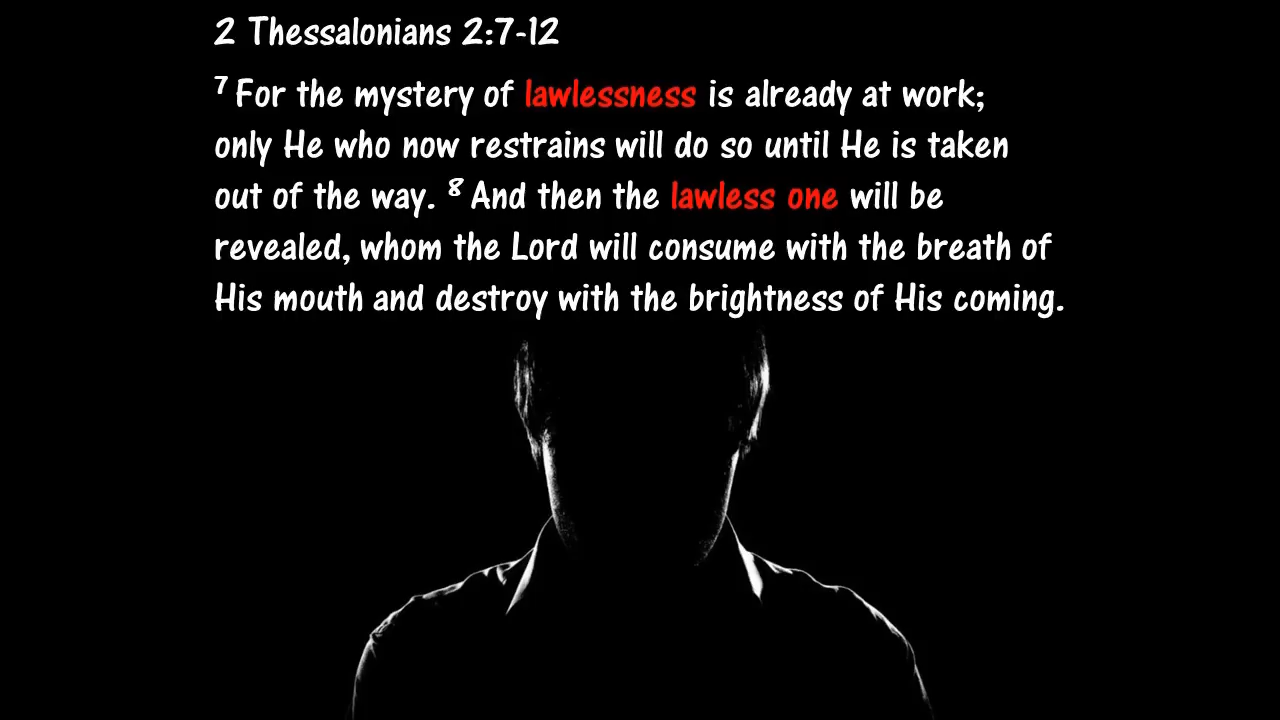 2 Thessalonians 2:7-12
⁷ For the mystery of lawlessness is already at work;
only He who now restrains will do so until He is taken
out of the way. ⁸ And then the lawless one will be
revealed, whom the Lord will consume with the breath of
His mouth and destroy with the brightness of His coming.